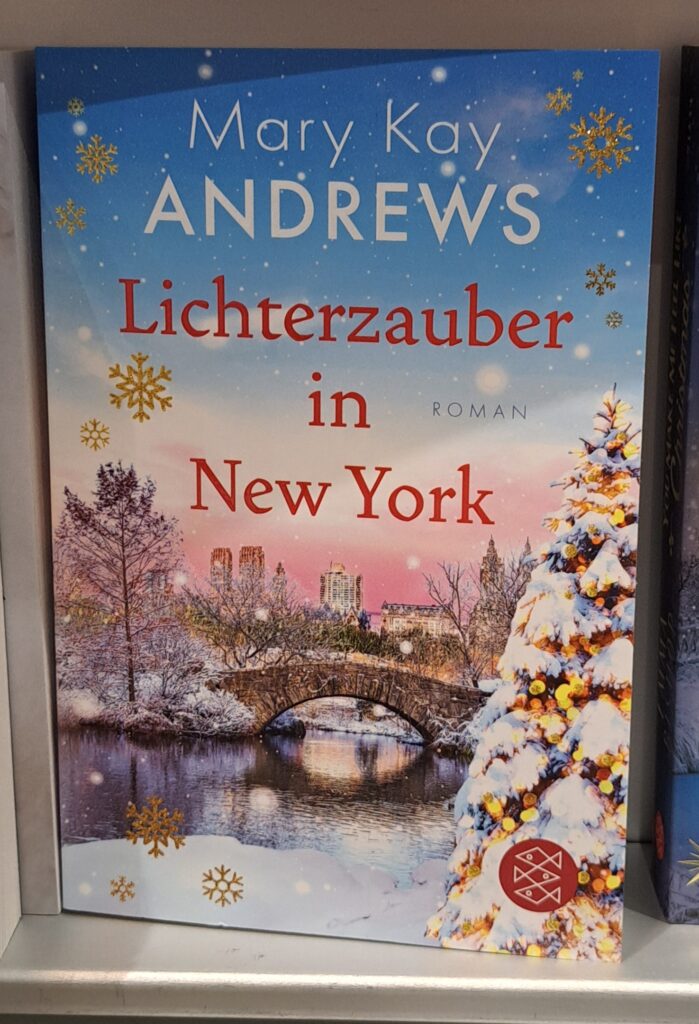 Mary Kay
ANDREWS
Lichterzauber
in
ROMAN
New York